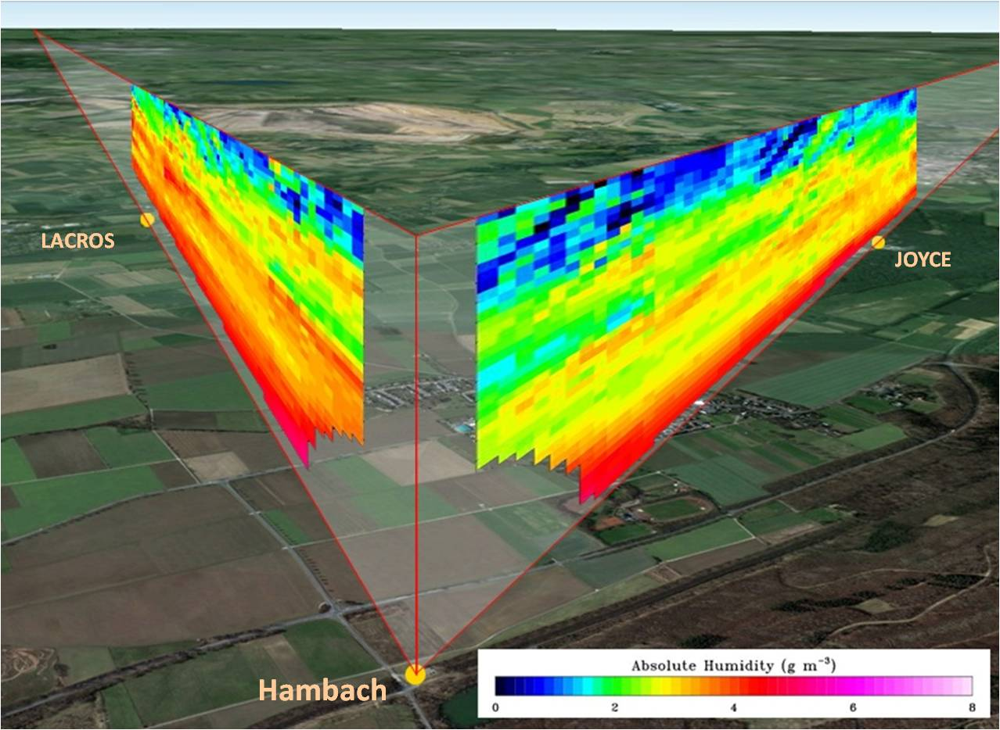 LACROS
JOYCE
Hambach
Absolute Humidity (g m⁻³)
0 2 4 6 8